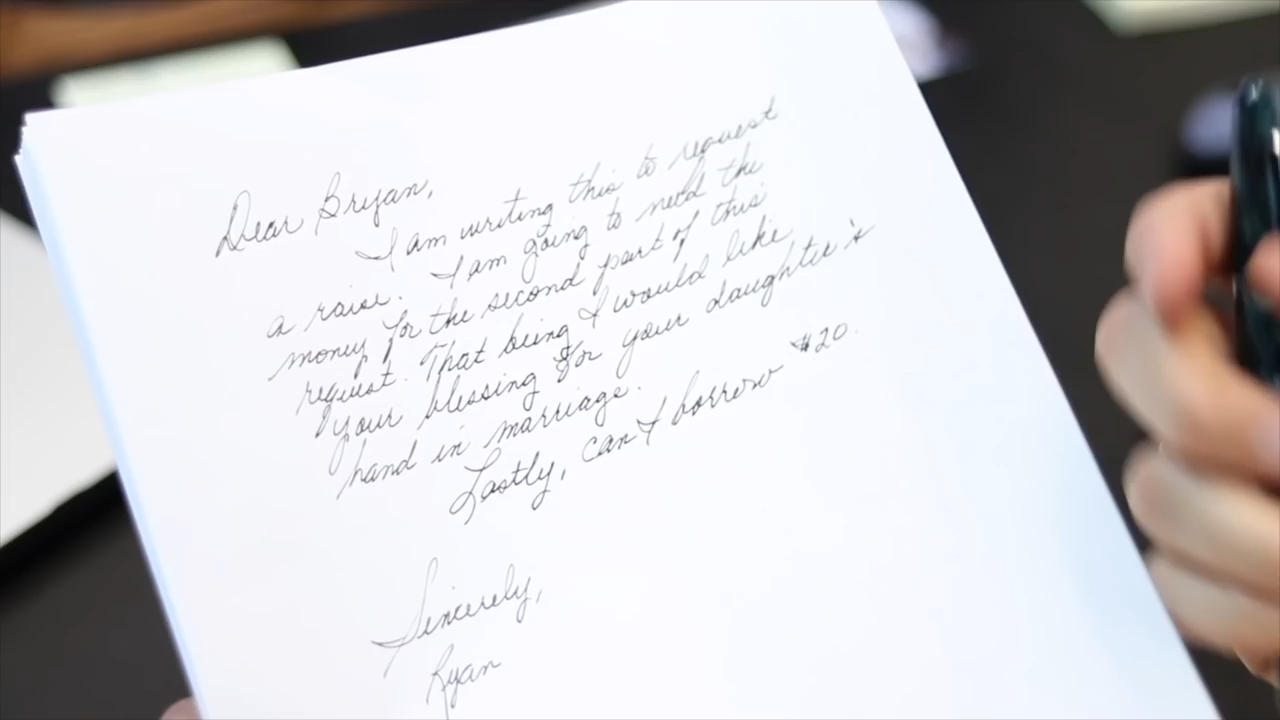 Dear Bryan,
I am writing this to request
a raise. I am going to need the
money for the second part of this
request. That being I would like
your blessing for your daughter's
hand in marriage.
Lastly, can I borrow $20.
Sincerely,
Ryan